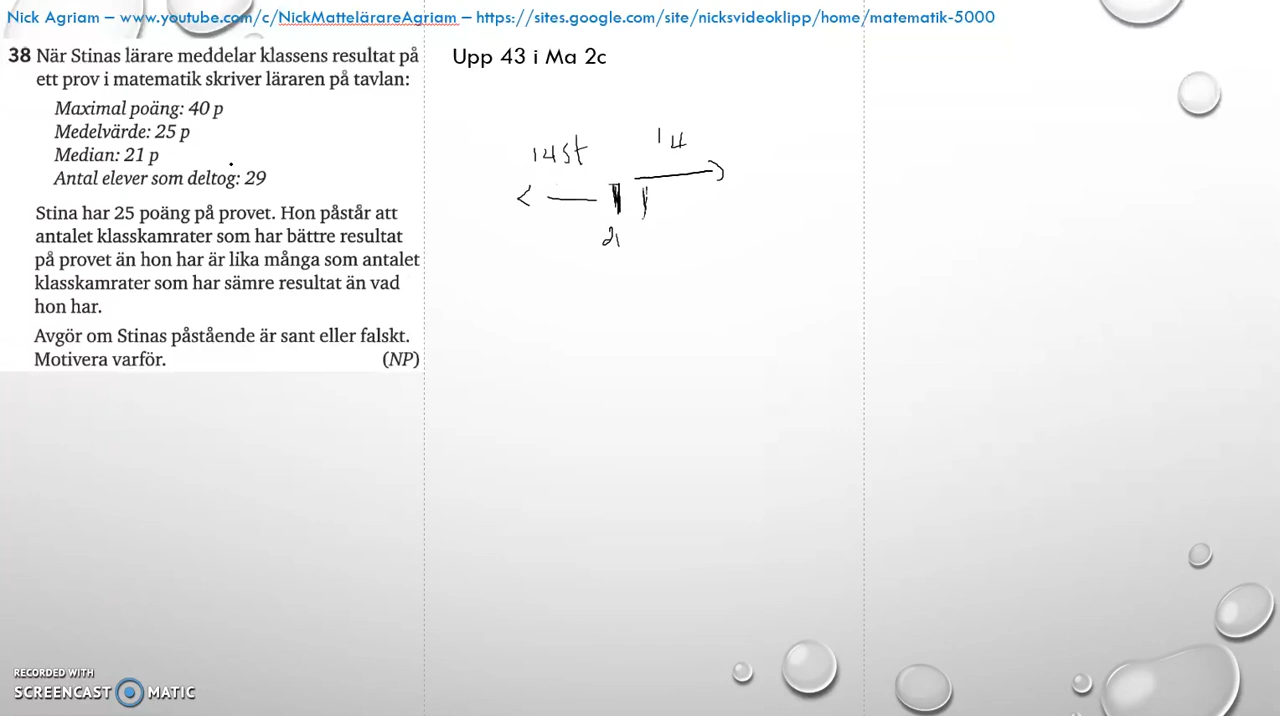 Nick Agriam – www.youtube.com/c/NickMattelärareAgriam – https://sites.google.com/site/nicksvideoklipp/home/matematik-5000
38 När Stinas lärare meddelar klassens resultat på
ett prov i matematik skriver läraren på tavlan:
Maximal poäng: 40 p
Medelvärde: 25 p
Median: 21 p
Antal elever som deltog: 29
Stina har 25 poäng på provet. Hon påstår att
antalet klasskamrater som har bättre resultat
på provet än hon har är lika många som antalet
klasskamrater som har sämre resultat än vad
hon har.
Avgör om Stinas påstående är sant eller falskt.
Motivera varför. (NP)
Upp 43 i Ma 2c
14st 14
21
RECORDED WITH
SCREENCAST MATIC